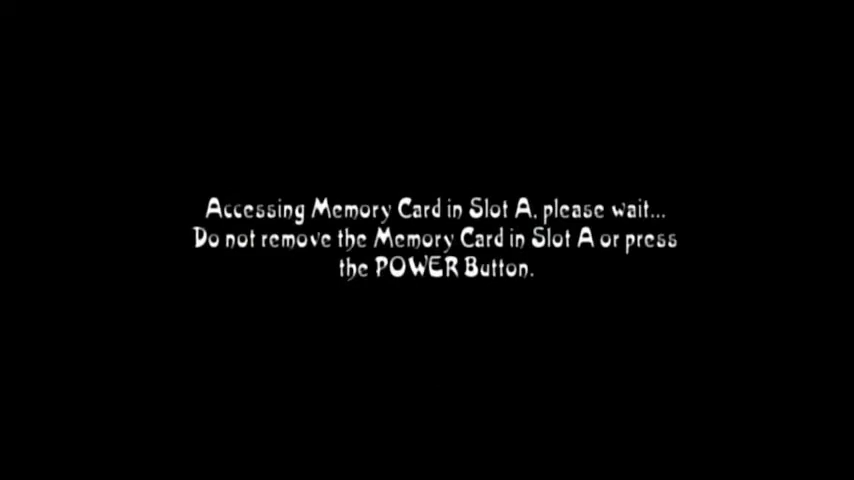 Accessing Memory Card in Slot A, please wait...
Do not remove the Memory Card in Slot A or press
the POWER Button.